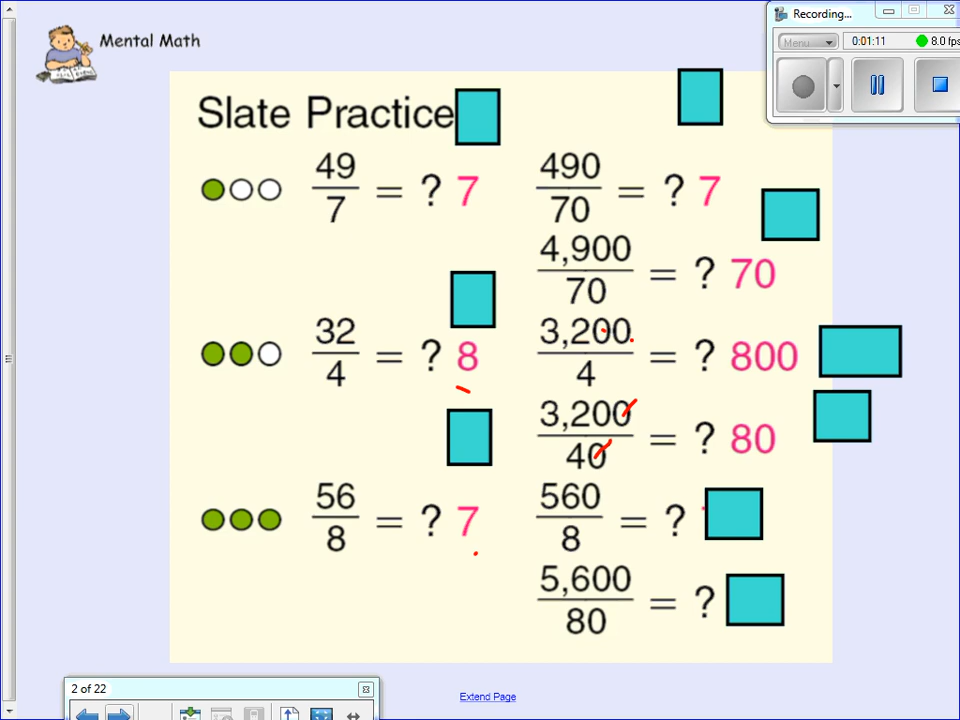 Mental Math
Recording...
Menu
0:01:11
8.0 fps
Slate Practice
49/7 = ? 7
490/70 = ? 7
4,900/70 = ? 70
32/4 = ? 8
3,200/4 = ? 800
3,200/40 = ? 80
56/8 = ? 7
560/8 = ?
5,600/80 = ?
2 of 22
Extend Page